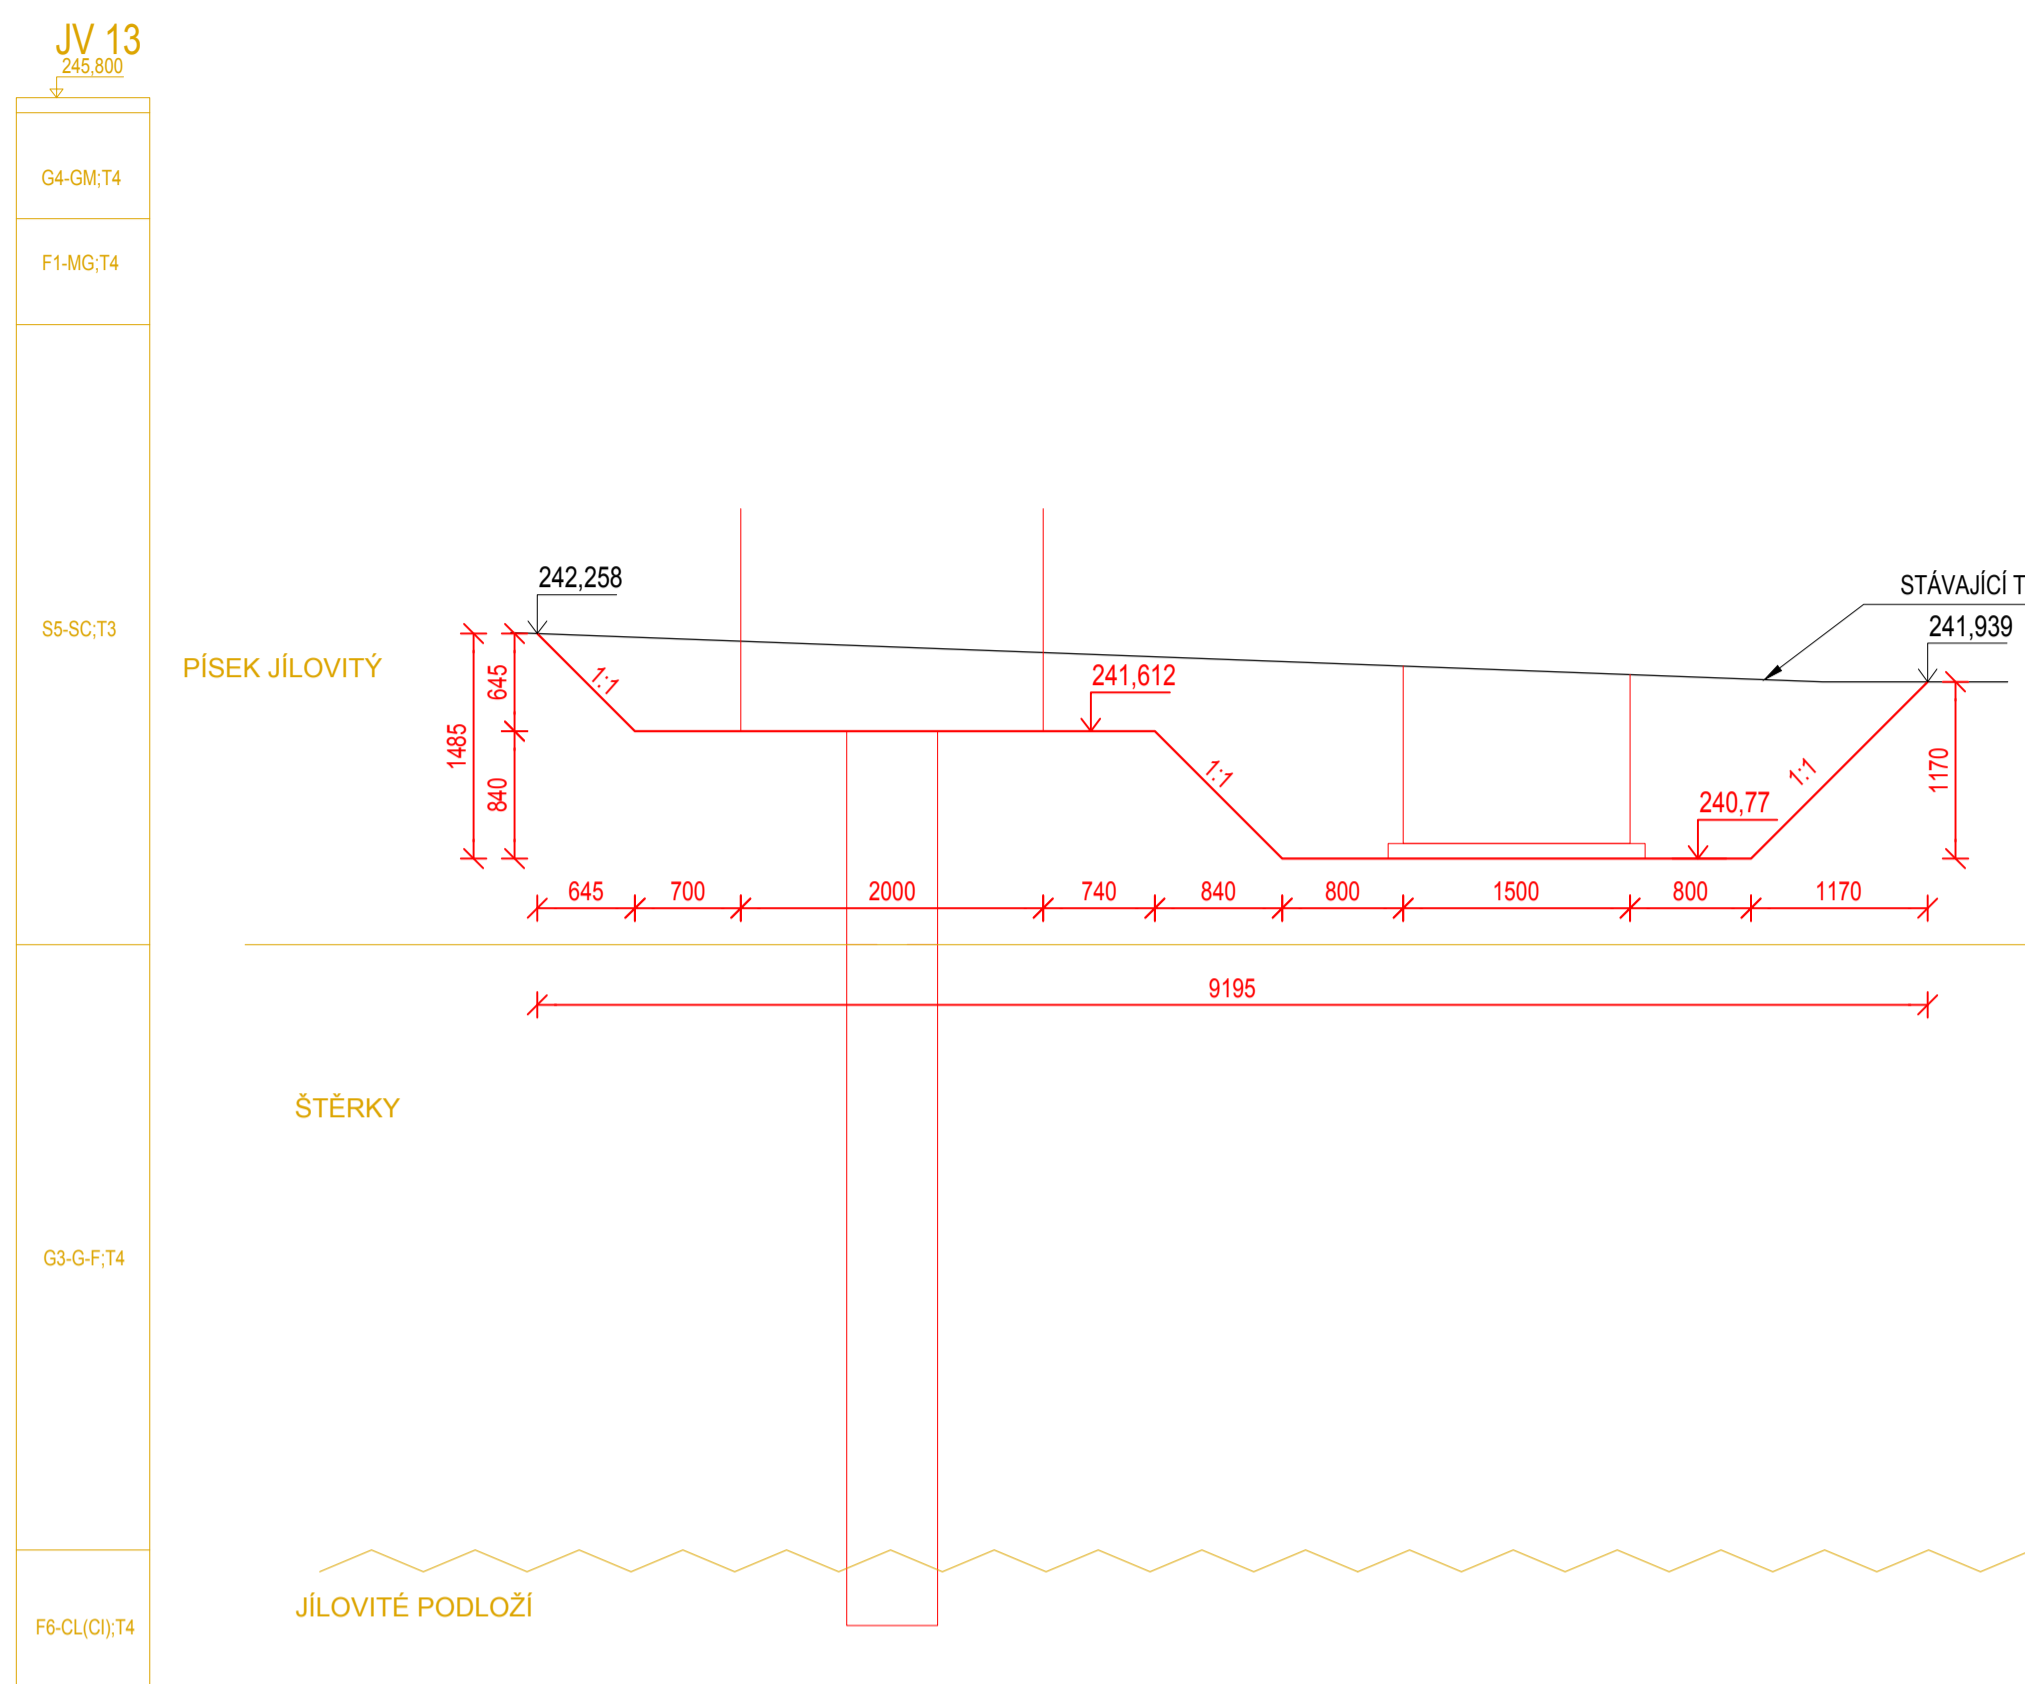 JV 13
245,800
G4-GM;T4
F1-MG;T4
S5-SC;T3
PÍSEK JÍLOVITÝ
242,258
STÁVAJÍCÍ T
241,939
645
1:1
241,612
1485
840
1:1
240,77
1:1
1170
645 700 2000 740 840 800 1500 800 1170
9195
ŠTĚRKY
G3-G-F;T4
JÍLOVITÉ PODLOŽÍ
F6-CL(CI);T4